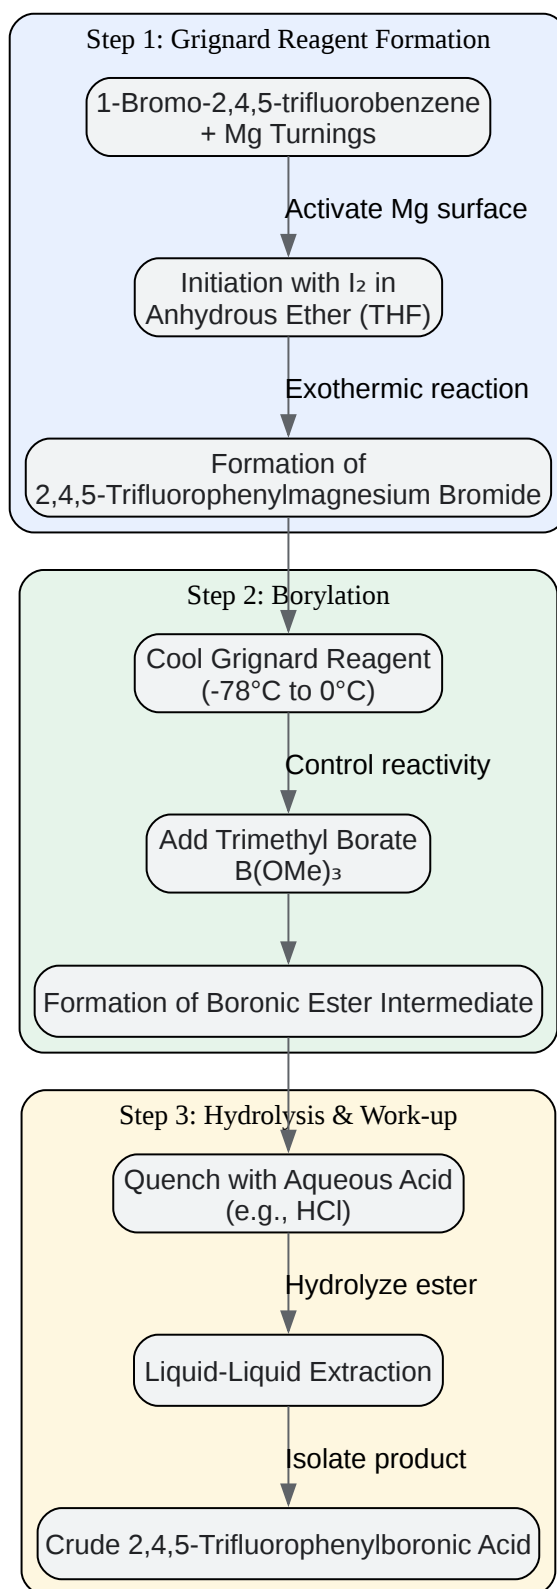 Step 1: Grignard Reagent Formation
1-Bromo-2,4,5-trifluorobenzene
+ Mg Turnings
Activate Mg surface
Initiation with I₂ in
Anhydrous Ether (THF)
Exothermic reaction
Formation of
2,4,5-Trifluorophenylmagnesium Bromide
Step 2: Borylation
Cool Grignard Reagent
(-78°C to 0°C)
Control reactivity
Add Trimethyl Borate
B(OMe)₃
Formation of Boronic Ester Intermediate
Step 3: Hydrolysis & Work-up
Quench with Aqueous Acid
(e.g., HCl)
Hydrolyze ester
Liquid-Liquid Extraction
Isolate product
Crude 2,4,5-Trifluorophenylboronic Acid